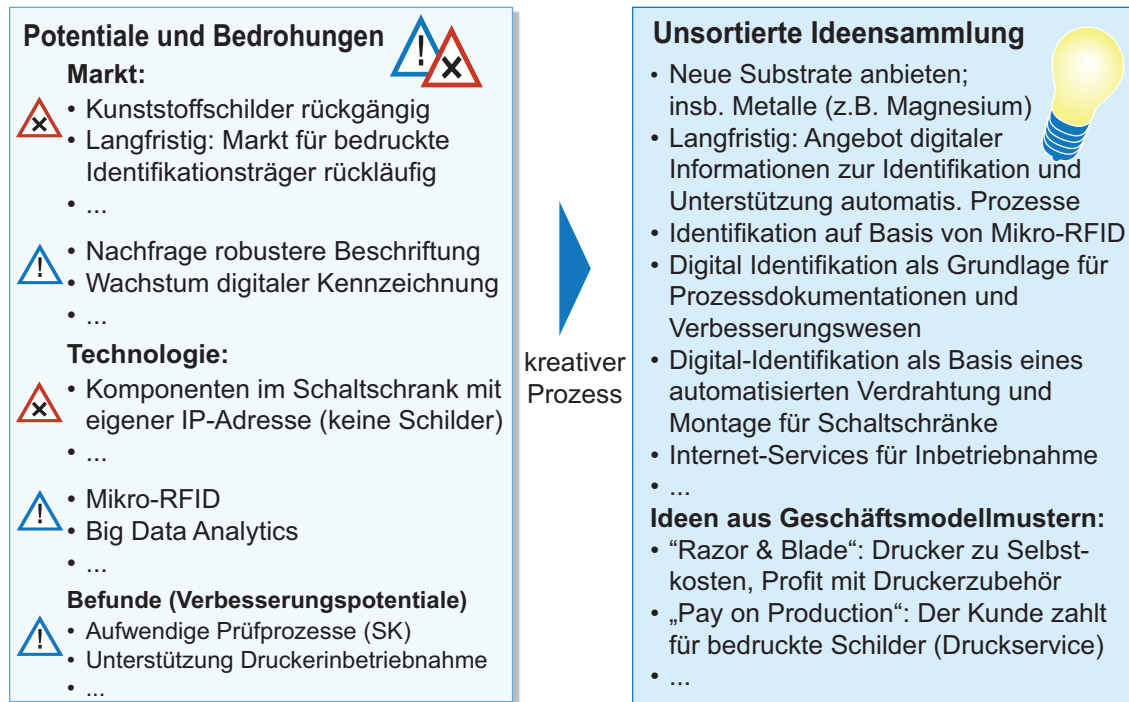 Potentiale und Bedrohungen
Markt:
• Kunststoffschilder rückgängig
• Langfristig: Markt für bedruckte
Identifikationsträger rückläufig
• ...
• Nachfrage robustere Beschriftung
• Wachstum digitaler Kennzeichnung
• ...
Technologie:
• Komponenten im Schaltschrank mit
eigener IP-Adresse (keine Schilder)
• ...
• Mikro-RFID
• Big Data Analytics
• ...
Befunde (Verbesserungspotentiale)
• Aufwendige Prüfprozesse (SK)
• Unterstützung Druckerinbetriebnahme
• ...
kreativer
Prozess
Unsortierte Ideensammlung
• Neue Substrate anbieten;
insb. Metalle (z.B. Magnesium)
• Langfristig: Angebot digitaler
Informationen zur Identifikation und
Unterstützung automatis. Prozesse
• Identifikation auf Basis von Mikro-RFID
• Digital Identifikation als Grundlage für
Prozessdokumentationen und
Verbesserungswesen
• Digital-Identifikation als Basis eines
automatisierten Verdrahtung und
Montage für Schaltschränke
• Internet-Services für Inbetriebnahme
• ...
Ideen aus Geschäftsmodellmustern:
• “Razor & Blade“: Drucker zu Selbst-
kosten, Profit mit Druckerzubehör
• „Pay on Production“: Der Kunde zahlt
für bedruckte Schilder (Druckservice)
• ...